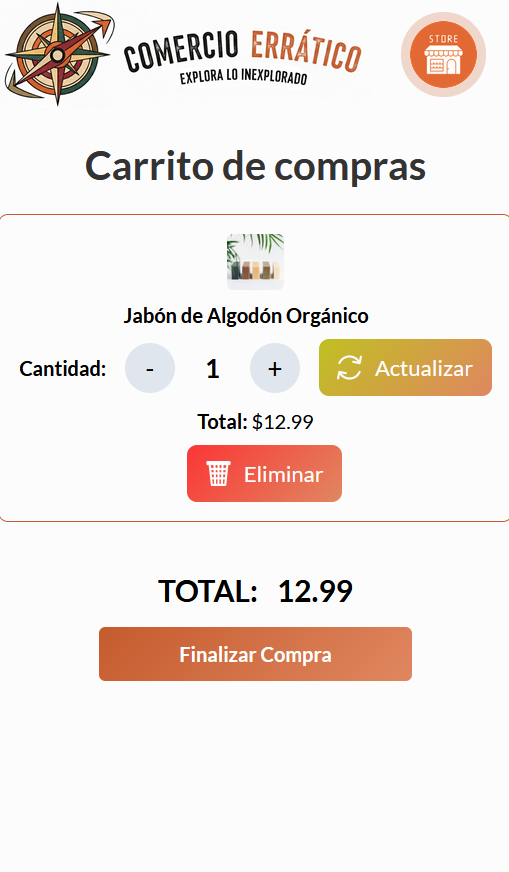 COMERCIO ERRÁTICO
EXPLORA LO INEXPLORADO
STORE
Carrito de compras
Jabón de Algodón Orgánico
Cantidad: - 1 + Actualizar
Total: $12.99
Eliminar
TOTAL: 12.99
Finalizar Compra